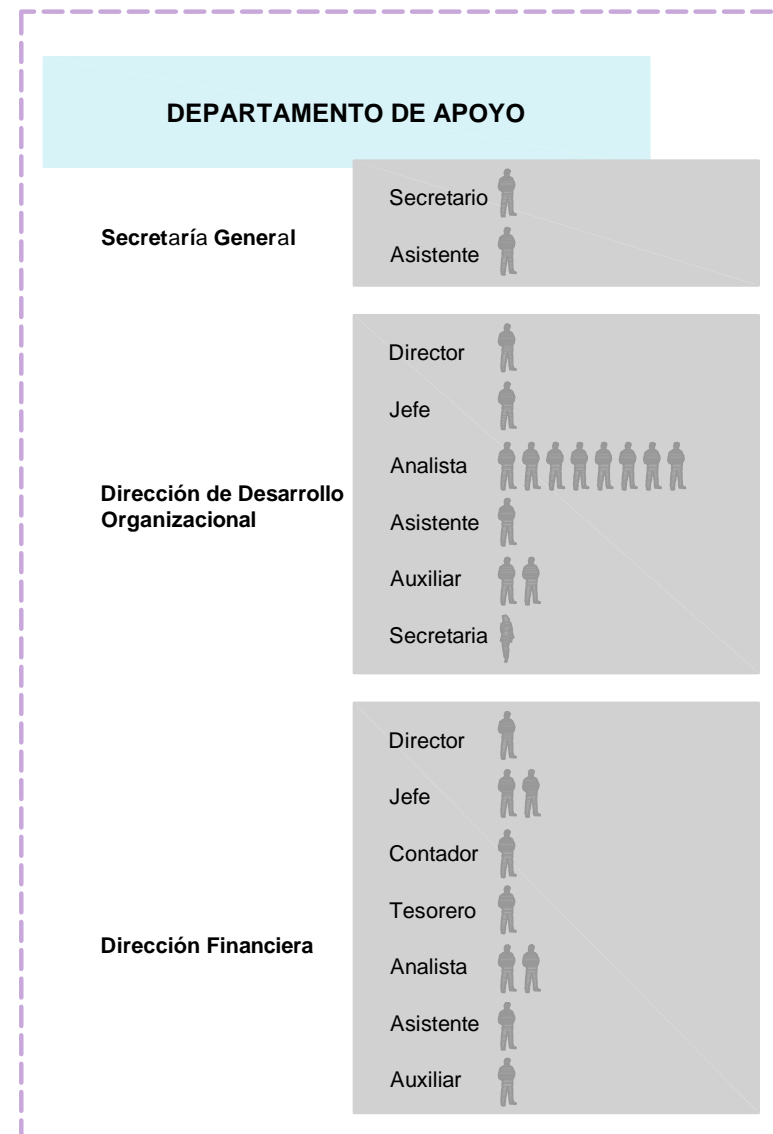 DEPARTAMENTO DE APOYO
Secretaría General
Secretario
Asistente
Dirección de Desarrollo
Organizacional
Director
Jefe
Analista
Asistente
Auxiliar
Secretaria
Dirección Financiera
Director
Jefe
Contador
Tesorero
Analista
Asistente
Auxiliar